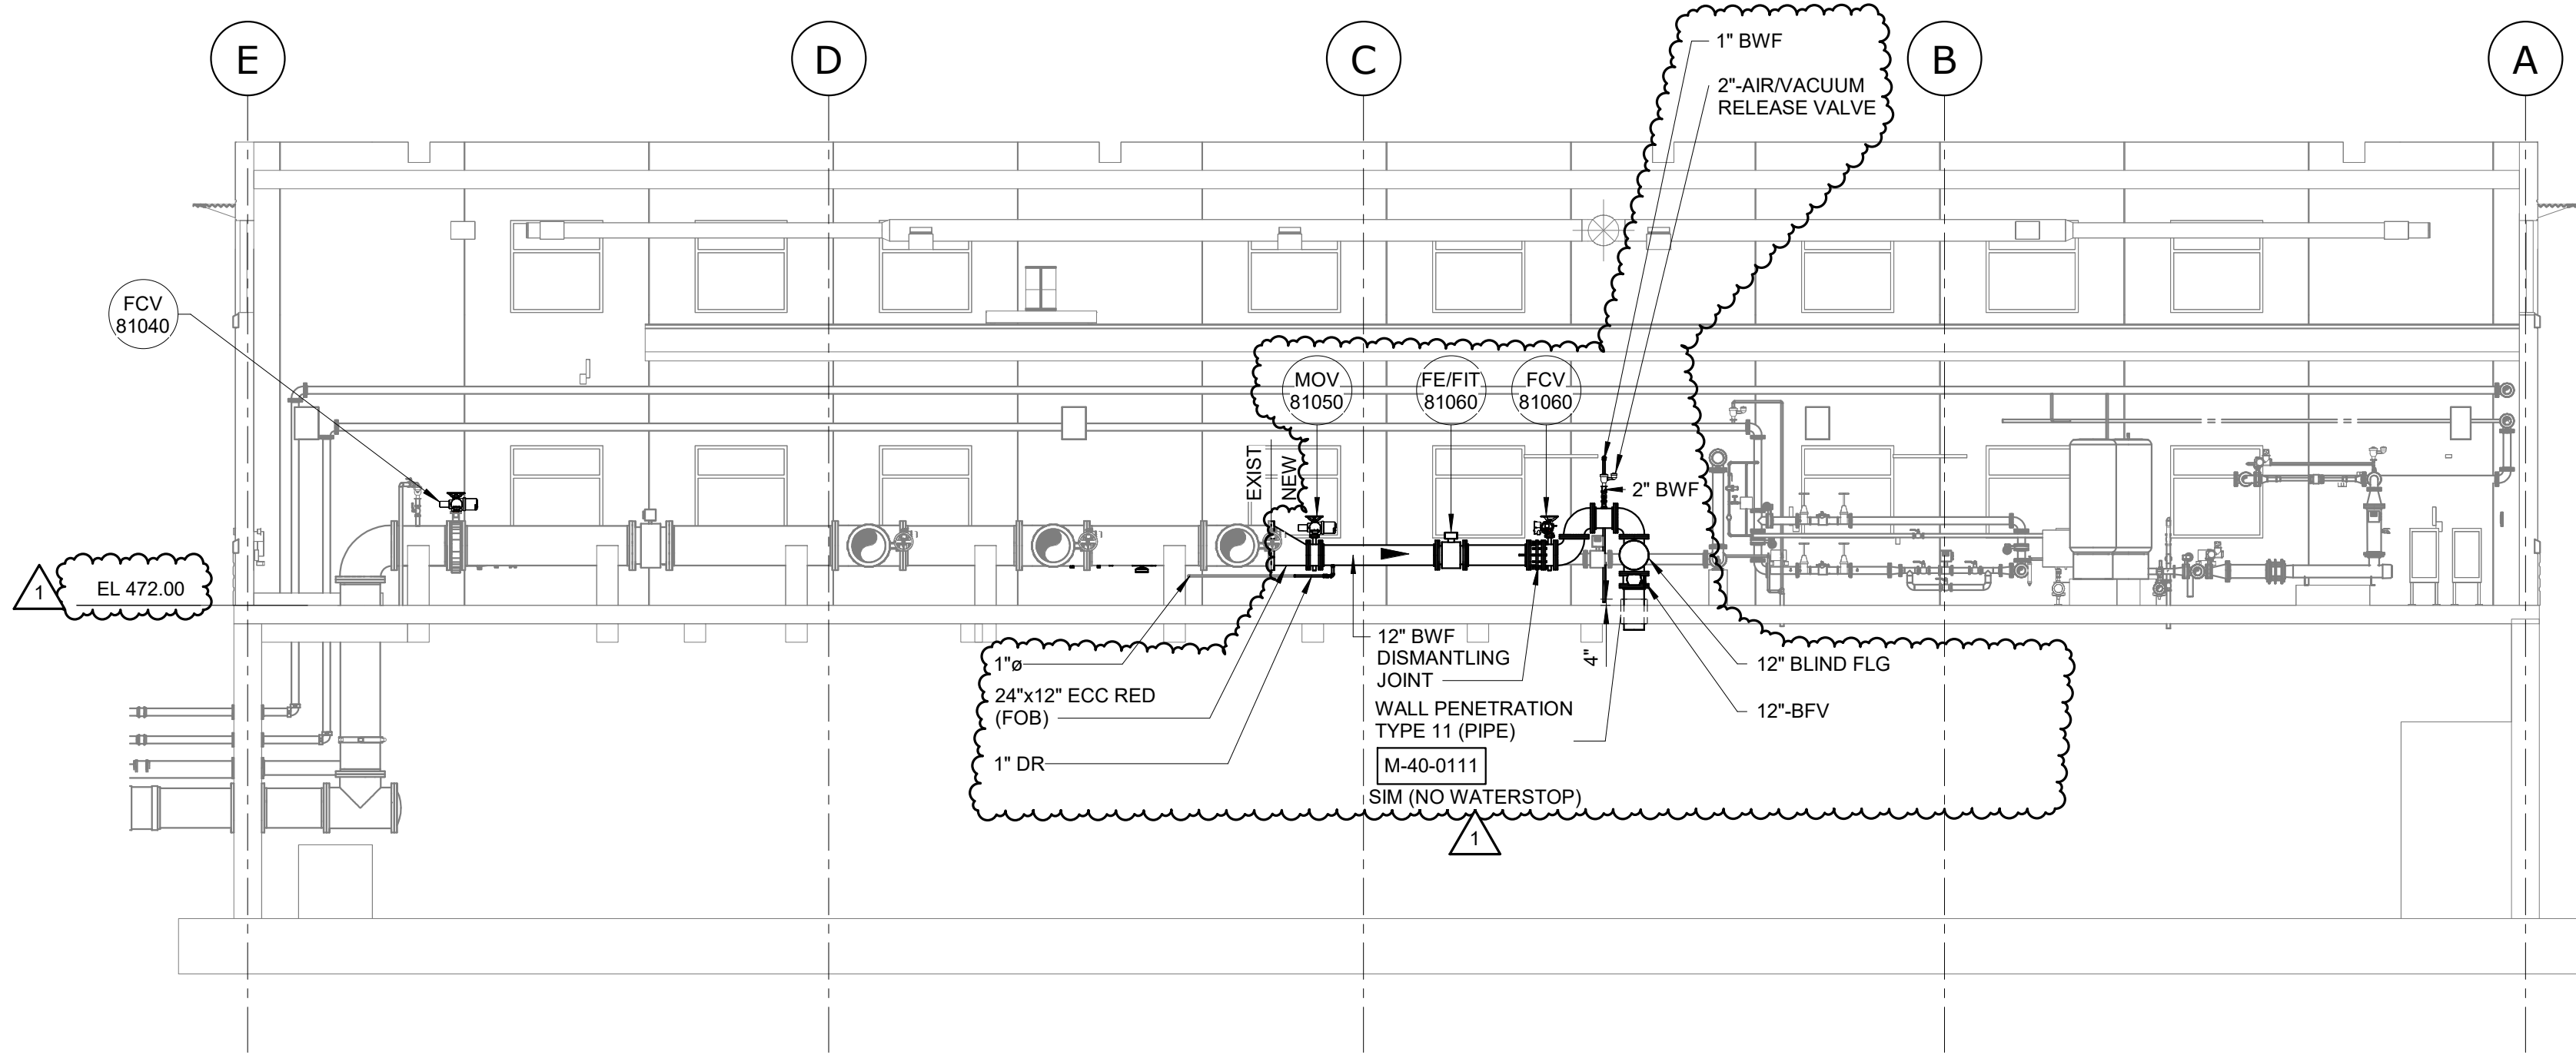 E
D
C
B
A
1" BWF
2"-AIR/VACUUM
RELEASE VALVE
FCV
81040
MOV
81050
FE/FIT
81060
FCV
81060
EXIST
NEW
2" BWF
1
EL 472.00
1"ø
24"x12" ECC RED
(FOB)
1" DR
12" BWF
DISMANTLING
JOINT
4"
WALL PENETRATION
TYPE 11 (PIPE)
M-40-0111
SIM (NO WATERSTOP)
12" BLIND FLG
12"-BFV
1